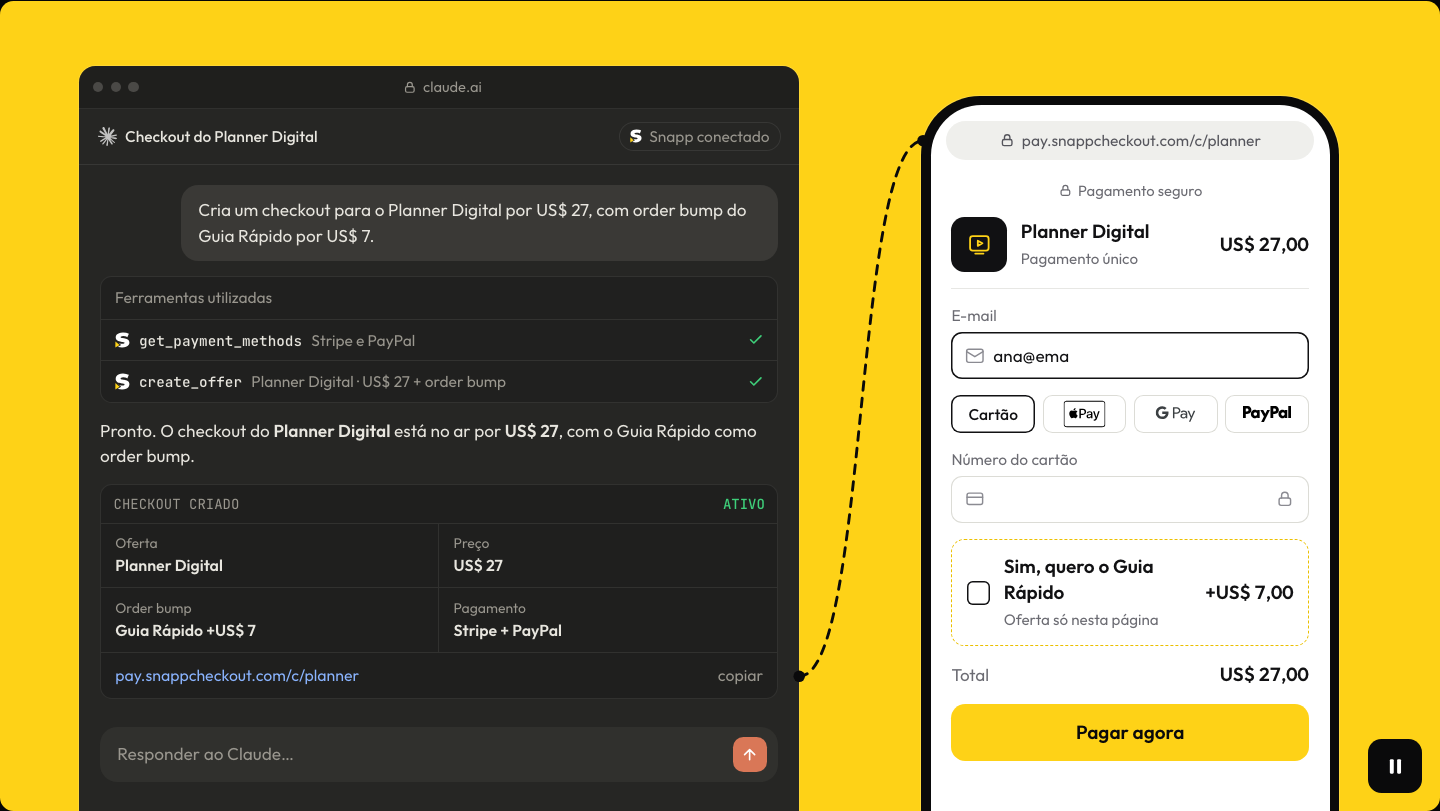 claude.ai
Checkout do Planner Digital
Snapp conectado
Cria um checkout para o Planner Digital por US$ 27, com order bump do
Guia Rápido por US$ 7.
Ferramentas utilizadas
get_payment_methods Stripe e PayPal
create_offer Planner Digital · US$ 27 + order bump
Pronto. O checkout do Planner Digital está no ar por US$ 27, com o Guia Rápido como
order bump.
CHECKOUT CRIADO
ATIVO
Oferta
Planner Digital
Preço
US$ 27
Order bump
Guia Rápido +US$ 7
Pagamento
Stripe + PayPal
pay.snappcheckout.com/c/planner
copiar
Responder ao Claude…
pay.snappcheckout.com/c/planner
Pagamento seguro
Planner Digital
Pagamento único
US$ 27,00
E-mail
ana@ema
Cartão
Pay
G Pay
PayPal
Número do cartão
Sim, quero o Guia
Rápido
+US$ 7,00
Oferta só nesta página
Total
US$ 27,00
Pagar agora